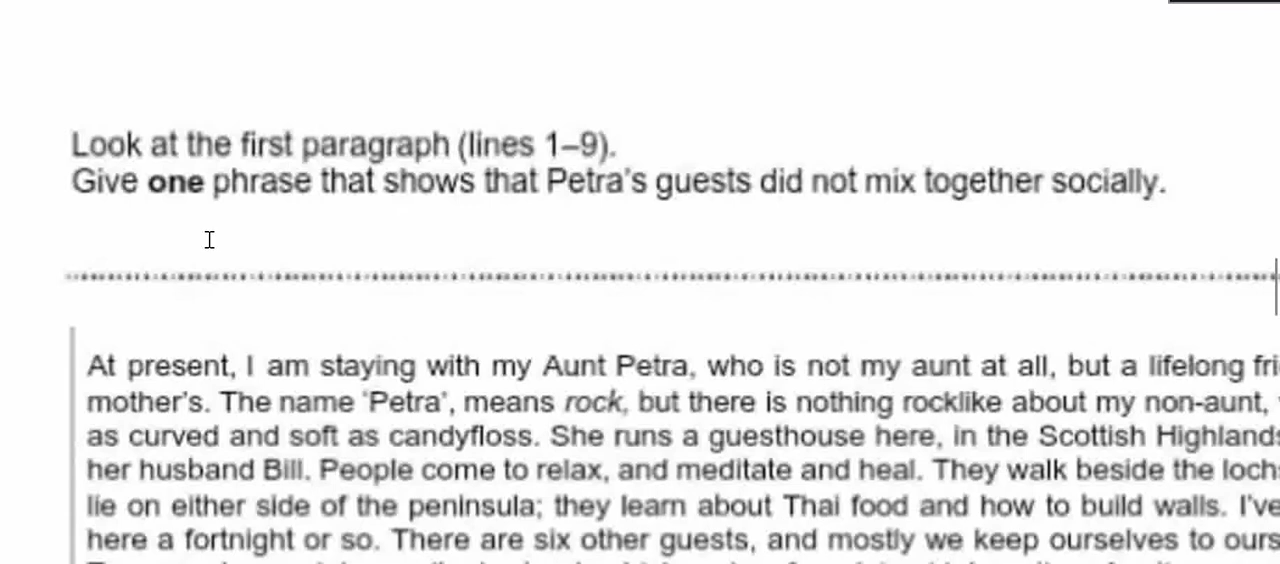 Look at the first paragraph (lines 1–9).
Give one phrase that shows that Petra's guests did not mix together socially.
At present, I am staying with my Aunt Petra, who is not my aunt at all, but a lifelong
mother's. The name 'Petra', means rock, but there is nothing rocklike about my non-aunt,
as curved and soft as candyfloss. She runs a guesthouse here, in the Scottish Highlands
her husband Bill. People come to relax, and meditate and heal. They walk beside the lochs
lie on either side of the peninsula; they learn about Thai food and how to build walls. I've
here a fortnight or so. There are six other guests, and mostly we keep ourselves to ours